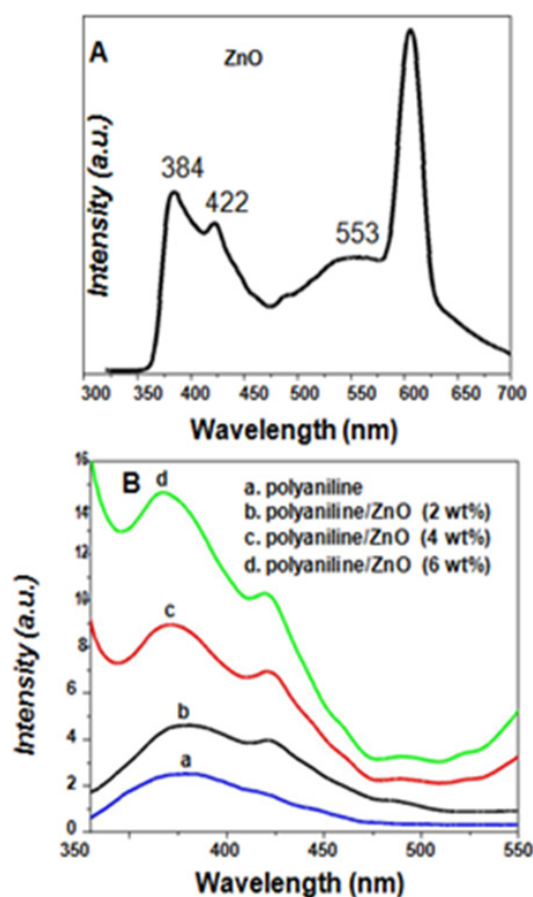 A
ZnO
384
422
553
Intensity (a.u.)
300 350 400 450 500 550 600 650 700
Wavelength (nm)
16
B
d
a. polyaniline
14
b. polyaniline/ZnO (2 wt%)
c. polyaniline/ZnO (4 wt%)
12
d. polyaniline/ZnO (6 wt%)
10
c
8
6
b
4
a
2
0
Intensity (a.u.)
350 400 450 500 550
Wavelength (nm)